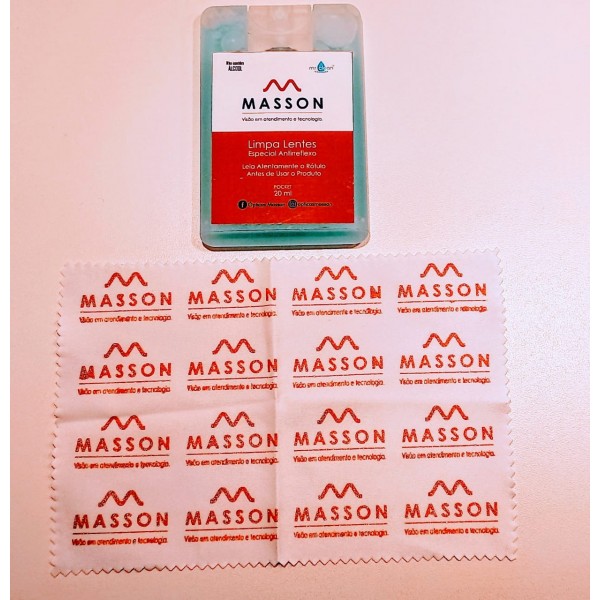 Não contém
ÁLCOOL
MASSON
Visão em atendimento e tecnologia.
Limpa Lentes
Especial Antirreflexo
Leia Atentamente o Rótulo
Antes de Usar o Produto
POCKET
20 ml
MASSON MASSON MASSON MASSON
Visão em atendimento e tecnologia. Visão em atendimento e tecnologia. Visão em atendimento e tecnologia. Visão em atendimento e tecnologia.
MASSON MASSON MASSON MASSON
Visão em atendimento e tecnologia. Visão em atendimento e tecnologia. Visão em atendimento e tecnologia. Visão em atendimento e tecnologia.
MASSON MASSON MASSON MASSON
Visão em atendimento e tecnologia. Visão em atendimento e tecnologia. Visão em atendimento e tecnologia. Visão em atendimento e tecnologia.
MASSON MASSON MASSON MASSON
Visão em atendimento e tecnologia. Visão em atendimento e tecnologia. Visão em atendimento e tecnologia. Visão em atendimento e tecnologia.